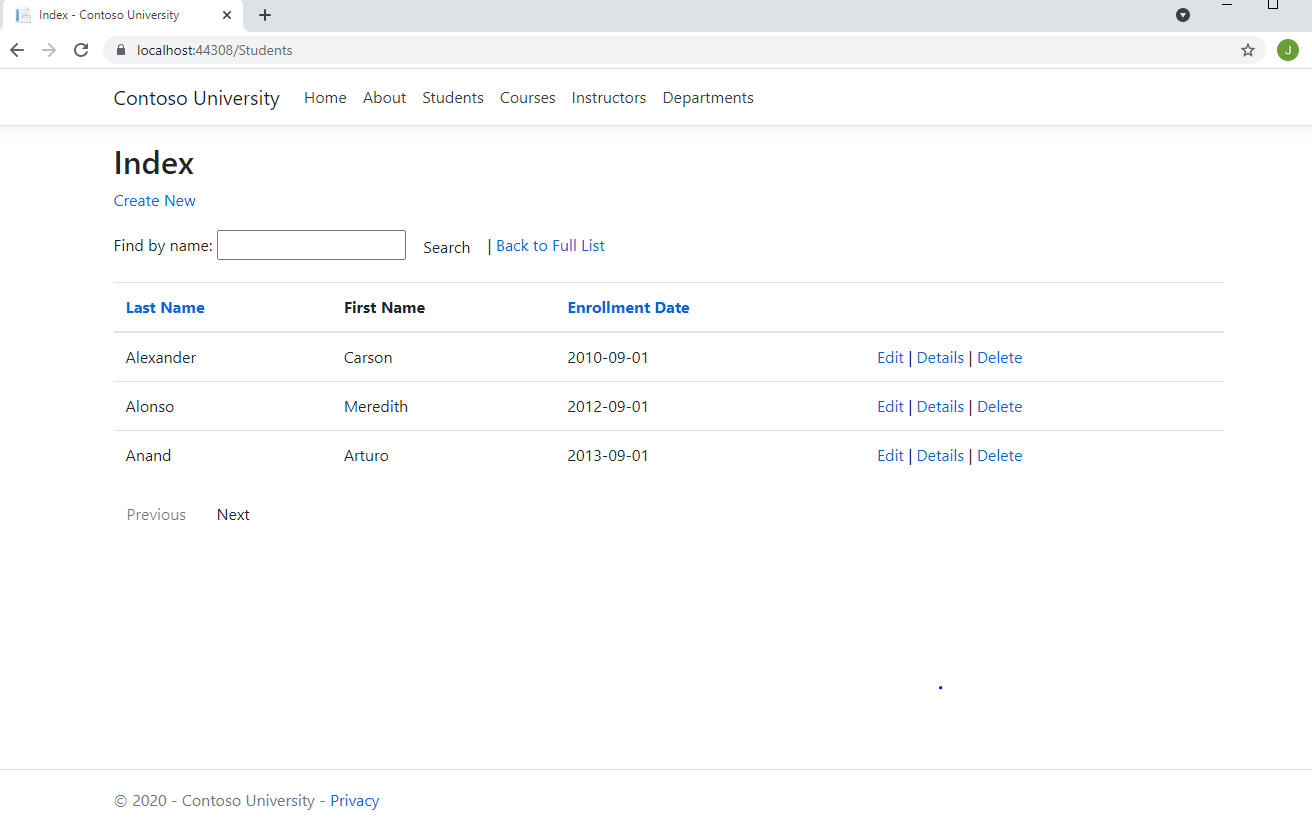 Index - Contoso University
localhost:44308/Students
J
Contoso University Home About Students Courses Instructors Departments
Index
Create New
Find by name: Search | Back to Full List
Last Name First Name Enrollment Date
Alexander Carson 2010-09-01 Edit | Details | Delete
Alonso Meredith 2012-09-01 Edit | Details | Delete
Anand Arturo 2013-09-01 Edit | Details | Delete
Previous Next
© 2020 - Contoso University - Privacy